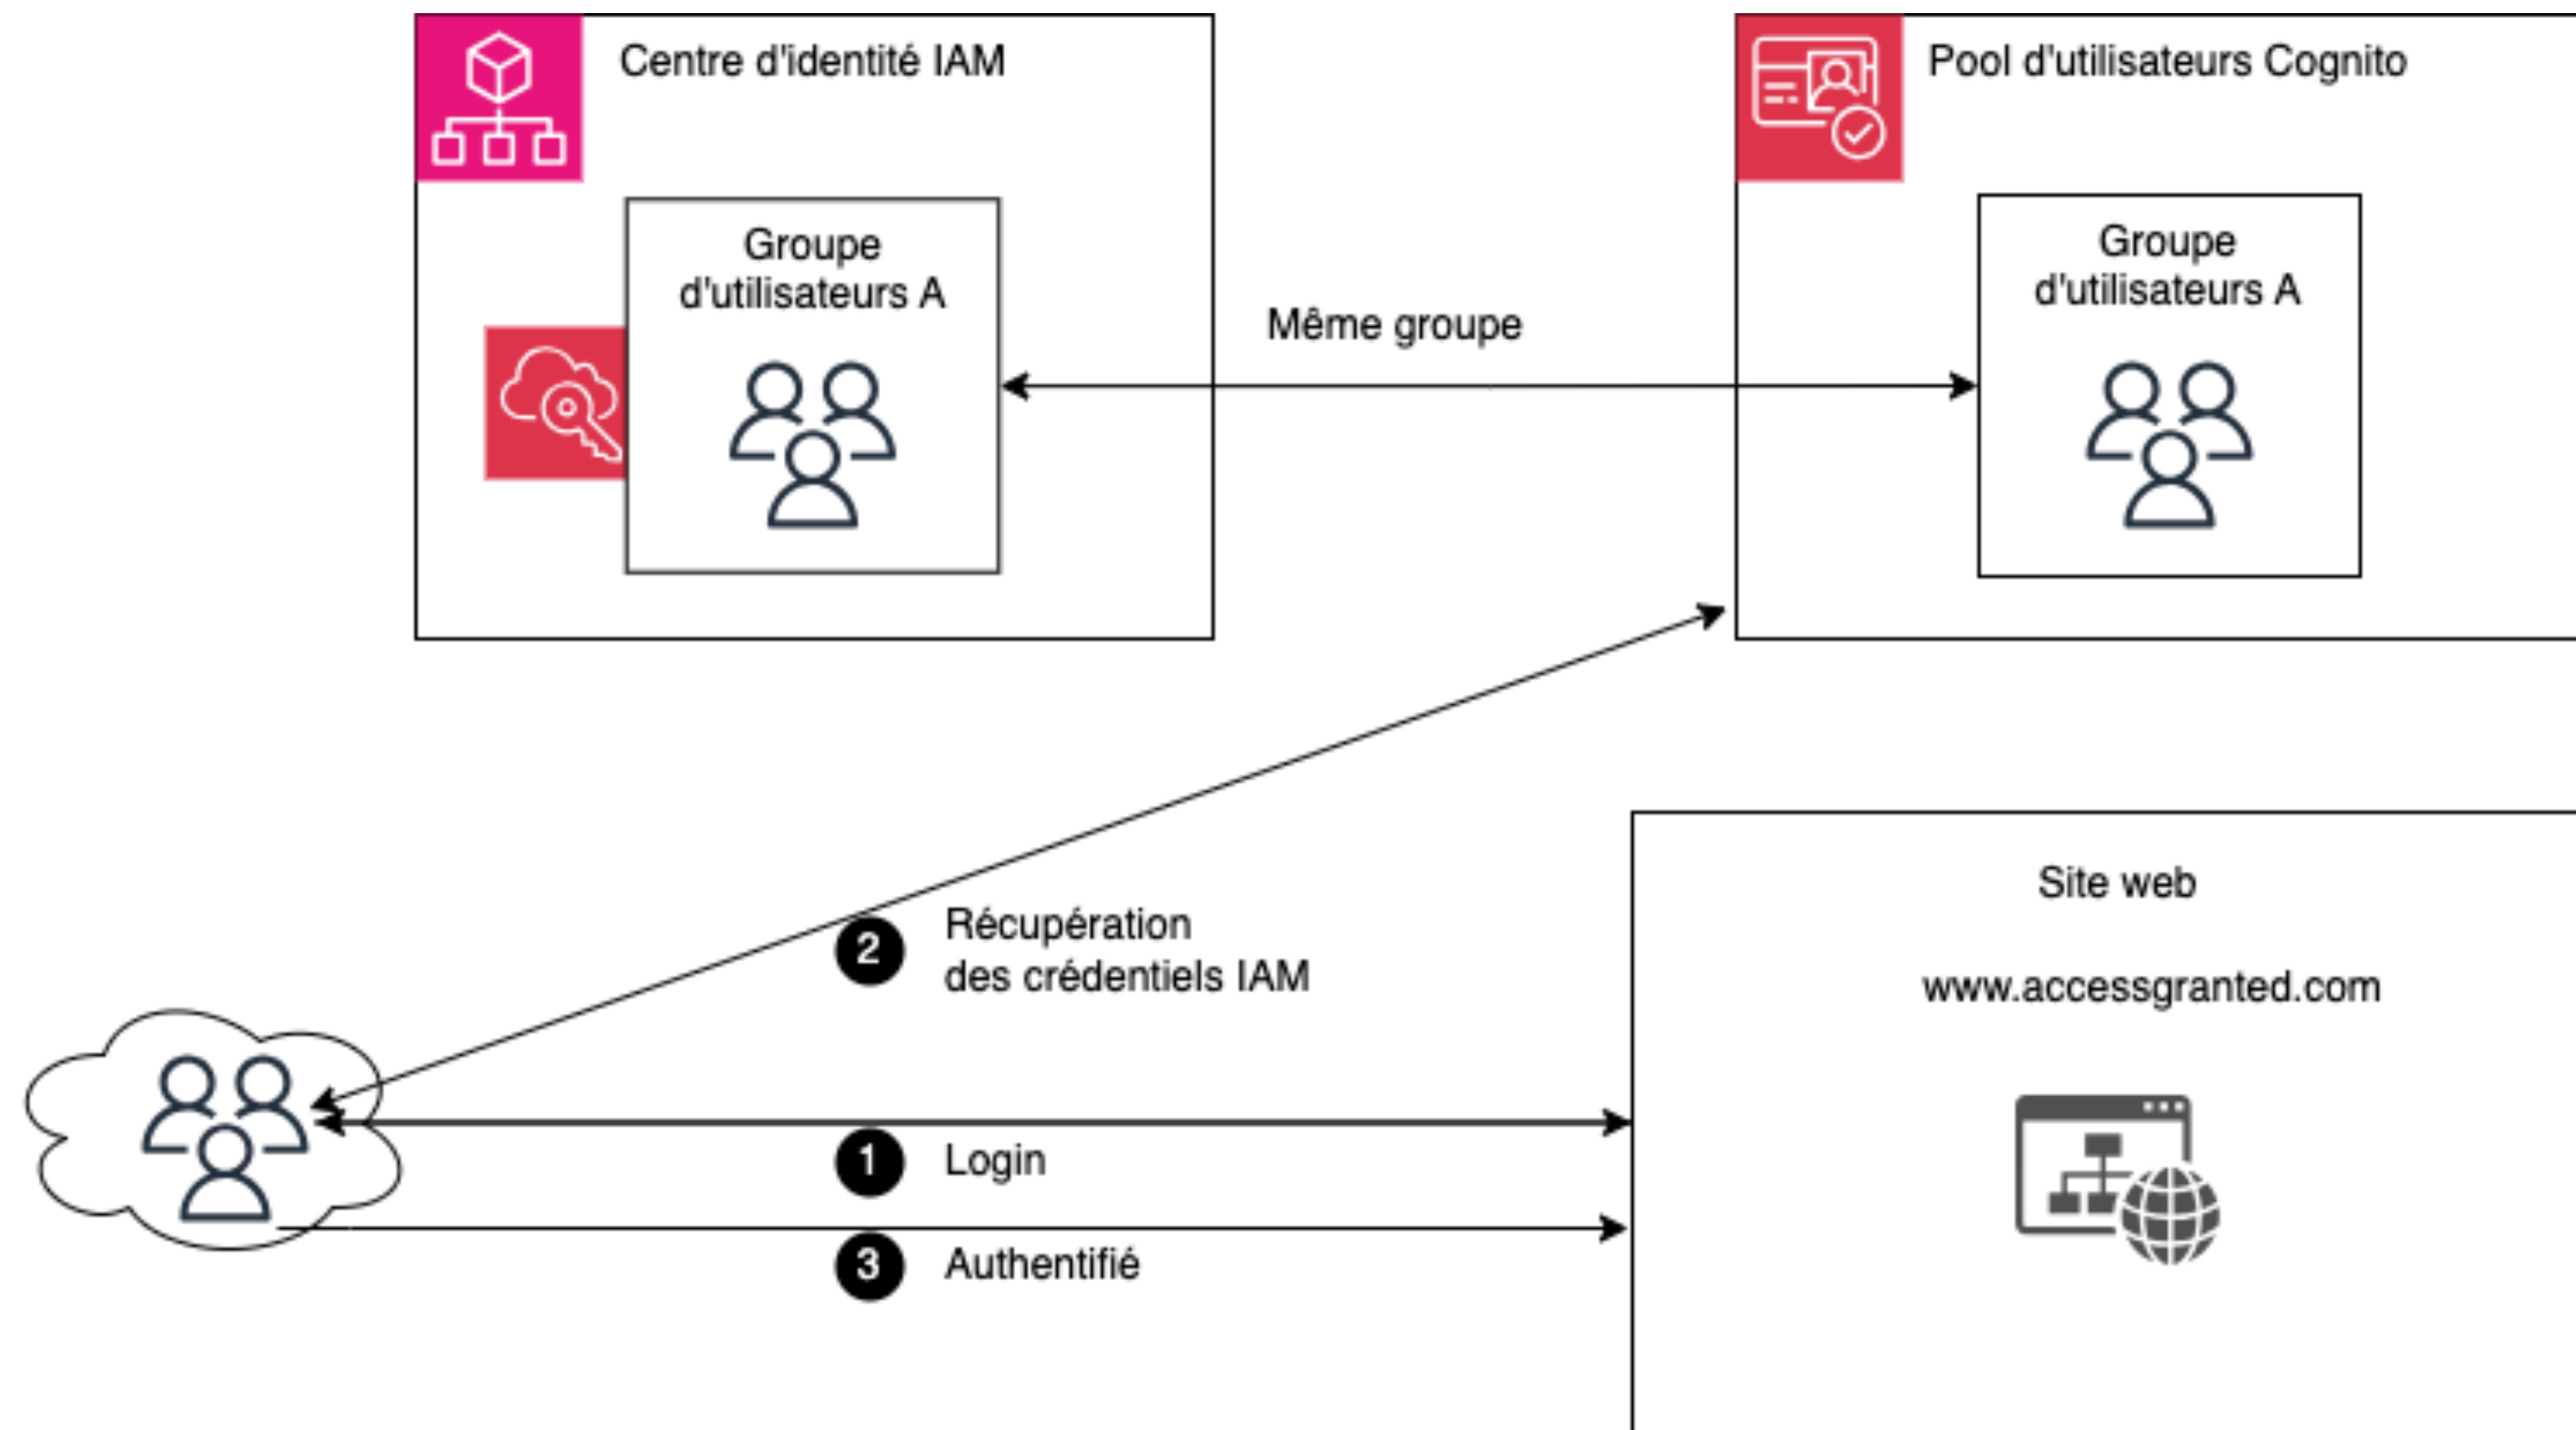 Centre d'identité IAM
Pool d'utilisateurs Cognito
Groupe
d'utilisateurs A
Même groupe
Groupe
d'utilisateurs A
Site web
www.accessgranted.com
2
Récupération
des crédentiels IAM
1
Login
3
Authentifié